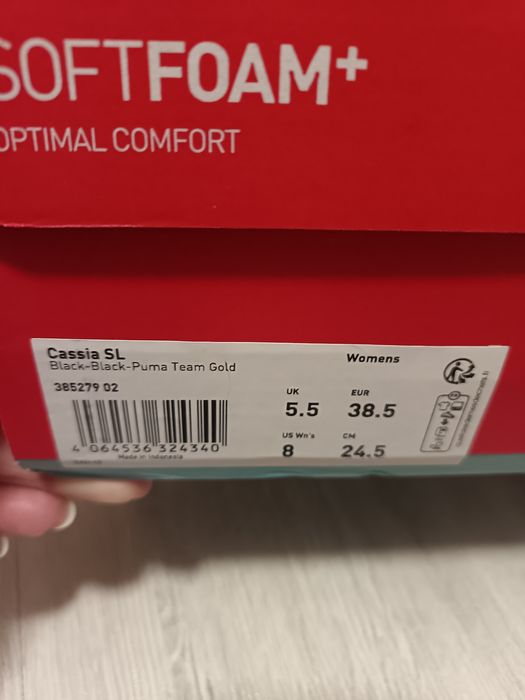 SOFTFOAM+
OPTIMAL COMFORT
Cassia SL
Black-Black-Puma Team Gold
Womens
385279 02
UK
EUR
5.5
38.5
US Wn's
CM
8
24.5
4 064536 324340
Made in Indonesia